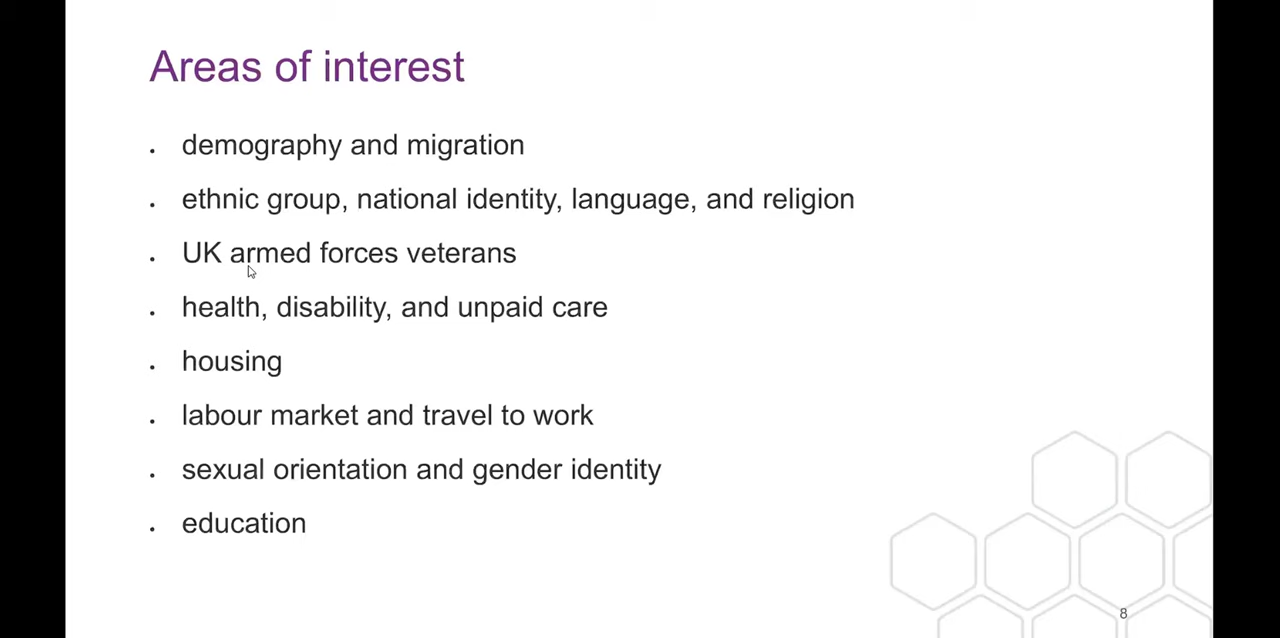 Areas of interest
. demography and migration
. ethnic group, national identity, language, and religion
. UK armed forces veterans
. health, disability, and unpaid care
. housing
. labour market and travel to work
. sexual orientation and gender identity
. education
8